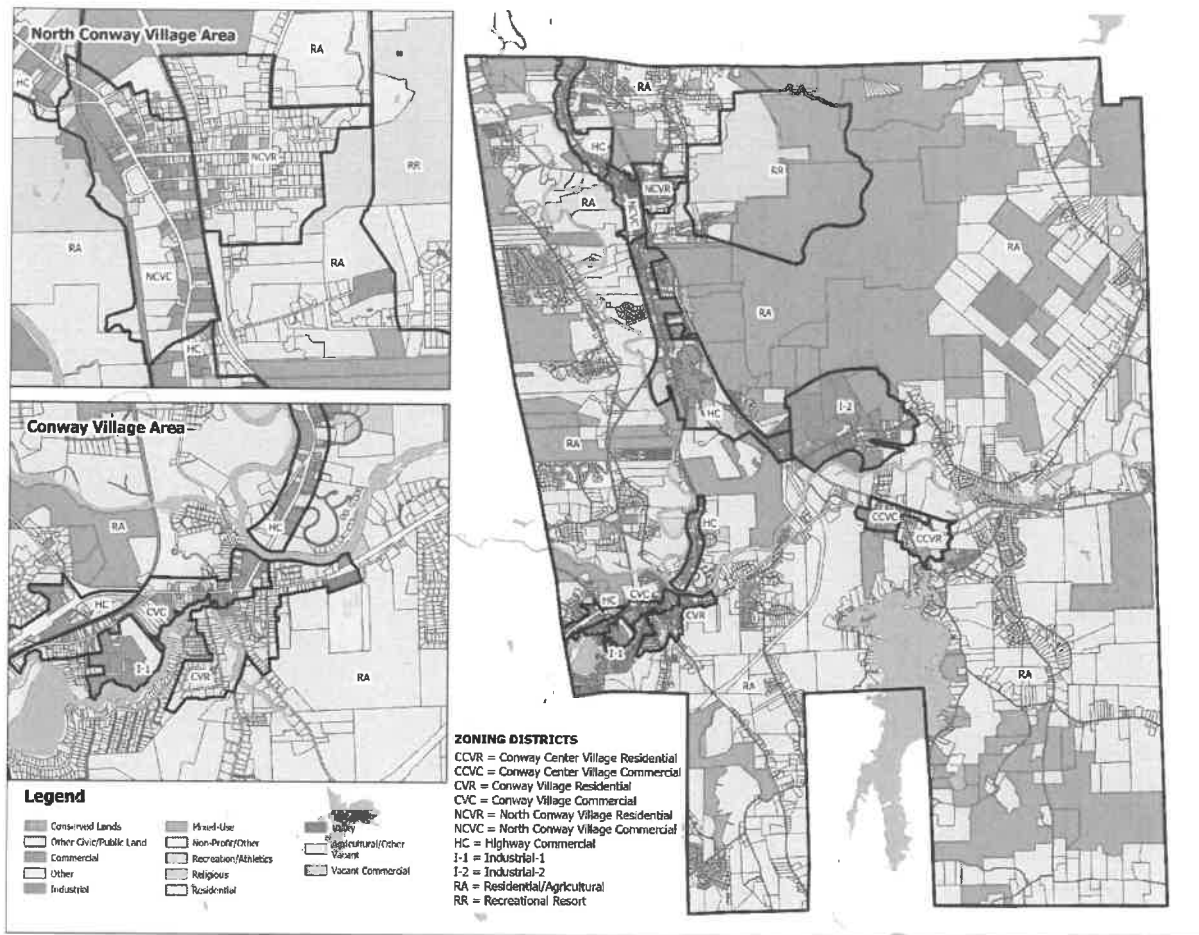 North Conway Village Area
RA
HC
NCVR
RR
RA
RA
NCVC
HC
Conway Village Area
RA
HC
HC
CVC
I-1
CVR
RA
RA
HC
RR
NCVR
RA
NCVC
RA
RA
I-2
HC
RA
CCVC
HC
CCVR
HC
CVC
CVR
I-1
RA
RA
Legend
Conserved Lands
Other Civic/Public Land
Commercial
Other
Industrial
Mixed-Use
Non-Profit/Other
Recreation/Athletics
Religious
Residential
Utility
Agricultural/Other
Vacant
Vacant Commercial
ZONING DISTRICTS
CCVR = Conway Center Village Residential
CCVC = Conway Center Village Commercial
CVR = Conway Village Residential
CVC = Conway Village Commercial
NCVR = North Conway Village Residential
NCVC = North Conway Village Commercial
HC = Highway Commercial
I-1 = Industrial-1
I-2 = Industrial-2
RA = Residential/Agricultural
RR = Recreational Resort